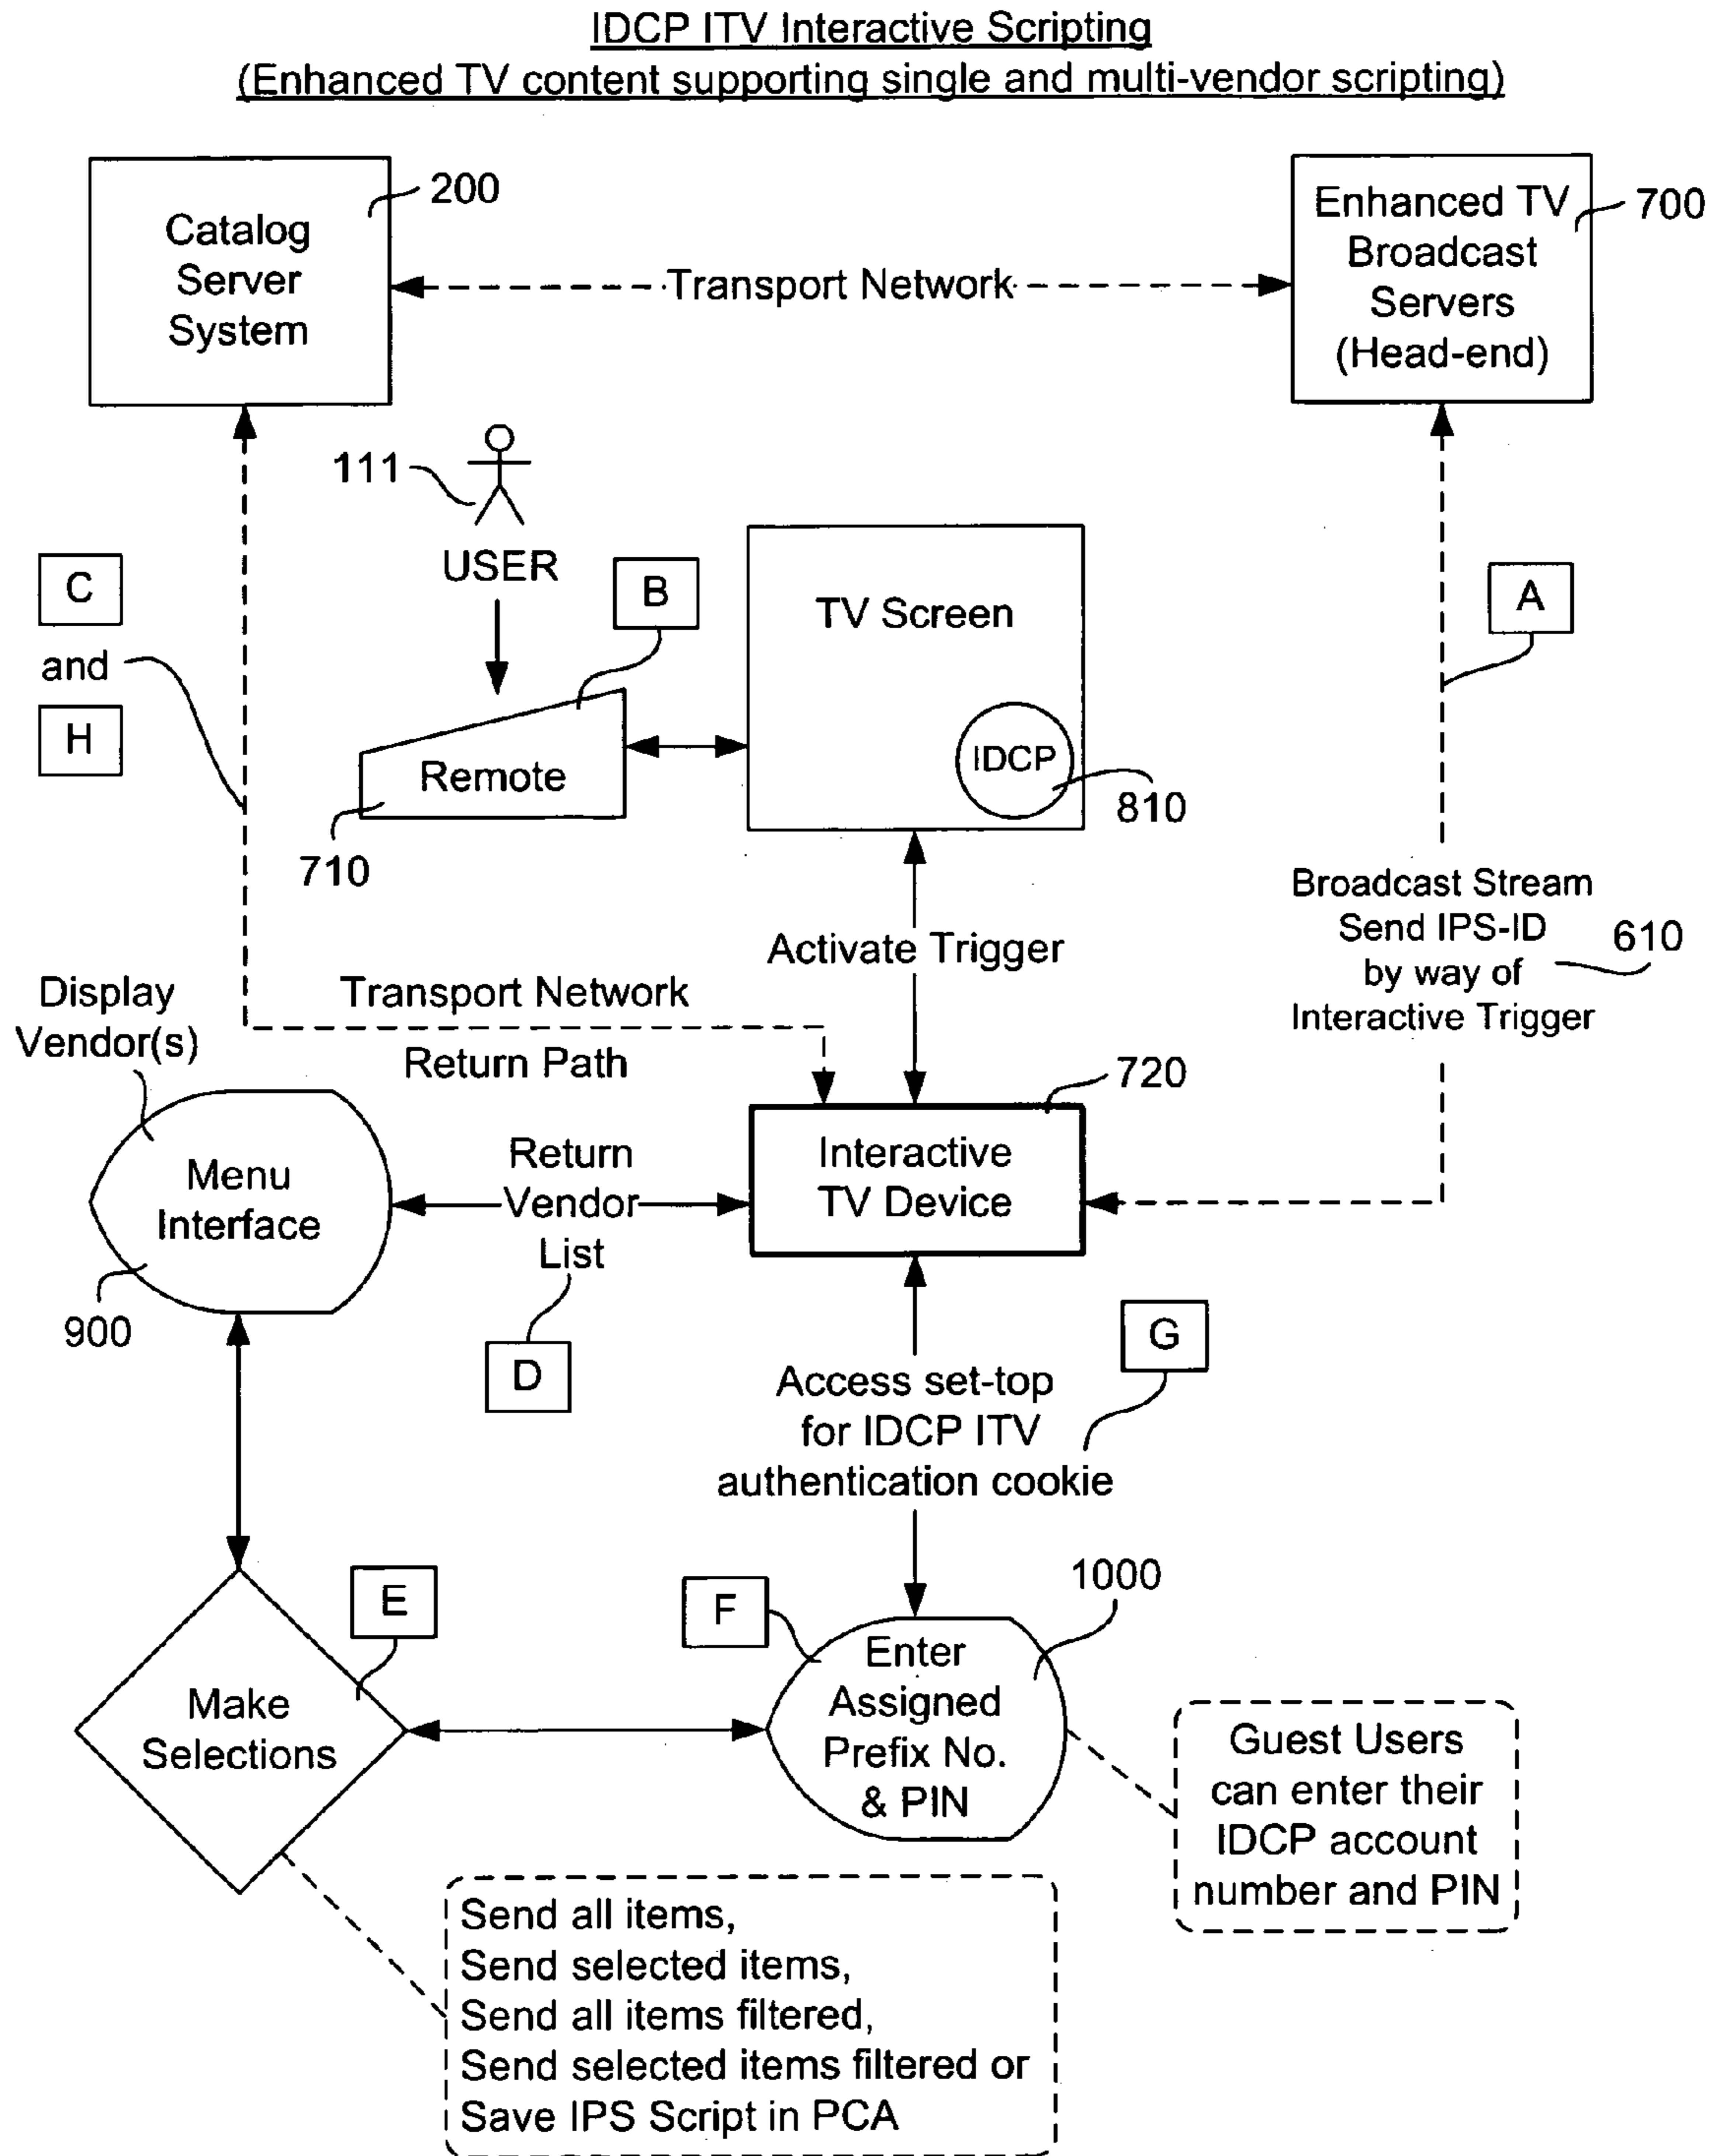 IDCP ITV Interactive Scripting
(Enhanced TV content supporting single and multi-vendor scripting)
Catalog
Server
System
200
Transport Network
Enhanced TV
Broadcast
Servers
(Head-end)
700
111
USER
C
and
H
B
TV Screen
IDCP
810
Remote
710
A
Activate Trigger
Broadcast Stream
Send IPS-ID
by way of
Interactive Trigger
610
Transport Network
Return Path
Display
Vendor(s)
Menu
Interface
900
Return
Vendor
List
D
Interactive
TV Device
720
G
Access set-top
for IDCP ITV
authentication cookie
E
Make
Selections
F
Enter
Assigned
Prefix No.
& PIN
1000
Guest Users
can enter their
IDCP account
number and PIN
Send all items,
Send selected items,
Send all items filtered,
Send selected items filtered or
Save IPS Script in PCA